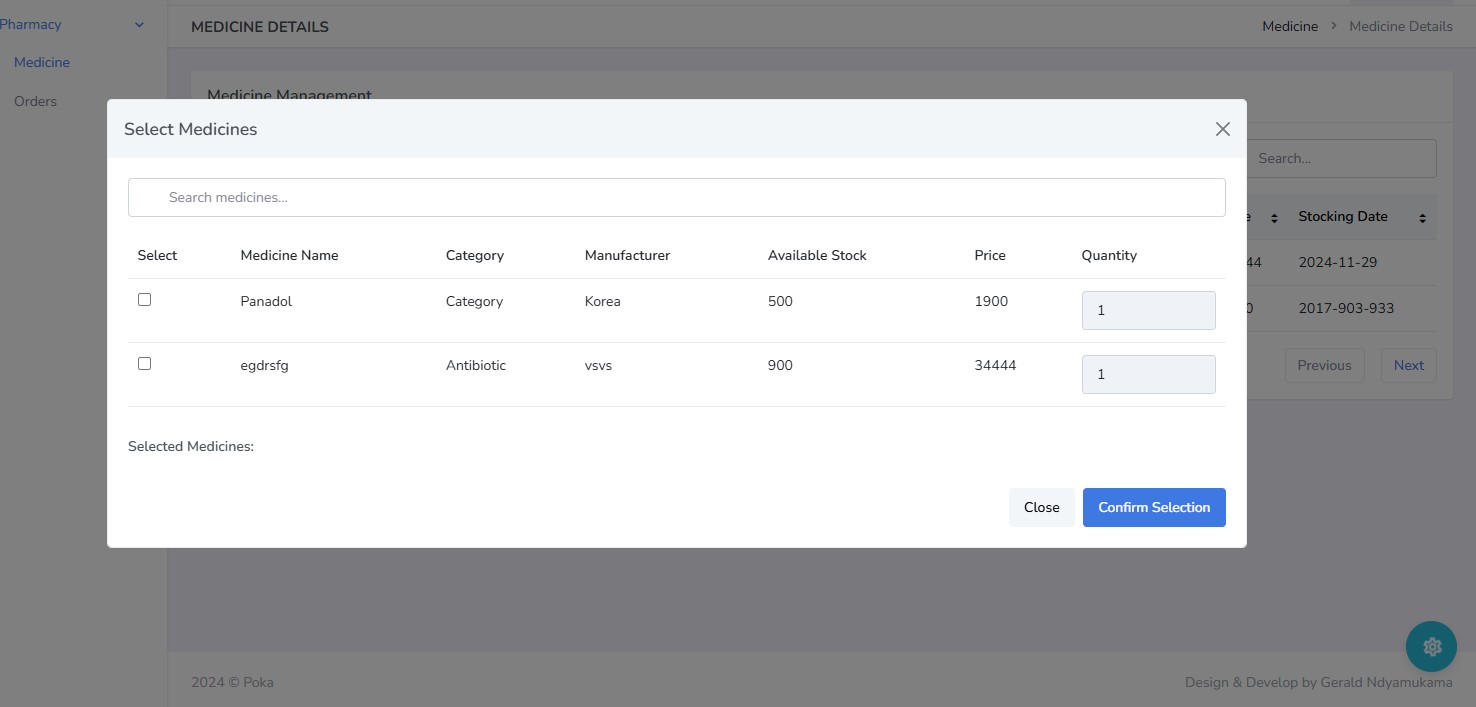 Pharmacy
MEDICINE DETAILS
Medicine Medicine Details
Medicine
Orders
Medicine Management
Select Medicines
Search medicines...
Search...
Select Medicine Name Category Manufacturer Available Stock Price Quantity
Stocking Date
Panadol Category Korea 500 1900 1
2024-11-29
egdrsfg Antibiotic vsvs 900 34444 1
2017-903-933
Previous Next
Selected Medicines:
Close Confirm Selection
2024 © Poka
Design & Develop by Gerald Ndyamukama